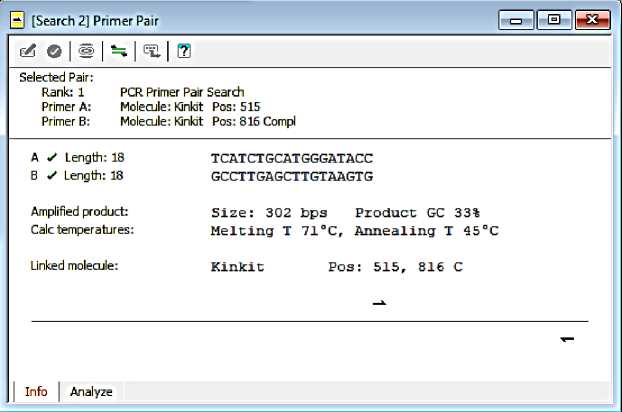 [Search 2] Primer Pair
Selected Pair:
Rank: 1 PCR Primer Pair Search
Primer A: Molecule: Kinkit Pos: 515
Primer B: Molecule: Kinkit Pos: 816 Compl
A ✓ Length: 18 TCATCTGCATGGGATACC
B ✓ Length: 18 GCCTTGAGCTTGTAAGTG
Amplified product: Size: 302 bps Product GC 33%
Calc temperatures: Melting T 71°C, Annealing T 45°C
Linked molecule: Kinkit Pos: 515, 816 C
Info Analyze